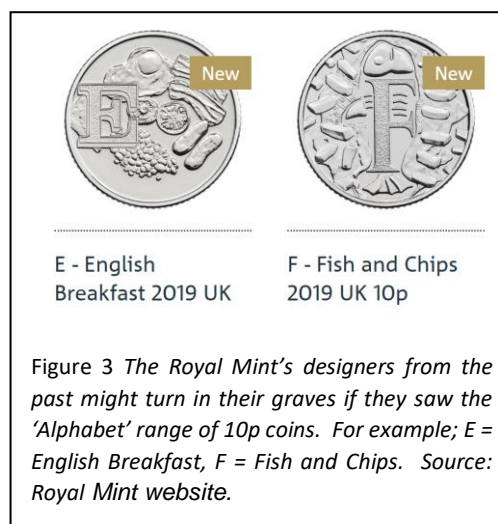 New
New
E
F
E - English
Breakfast 2019 UK
F - Fish and Chips
2019 UK 10p
Figure 3 The Royal Mint's designers from the
past might turn in their graves if they saw the
'Alphabet' range of 10p coins. For example; E =
English Breakfast, F = Fish and Chips. Source:
Royal Mint website.